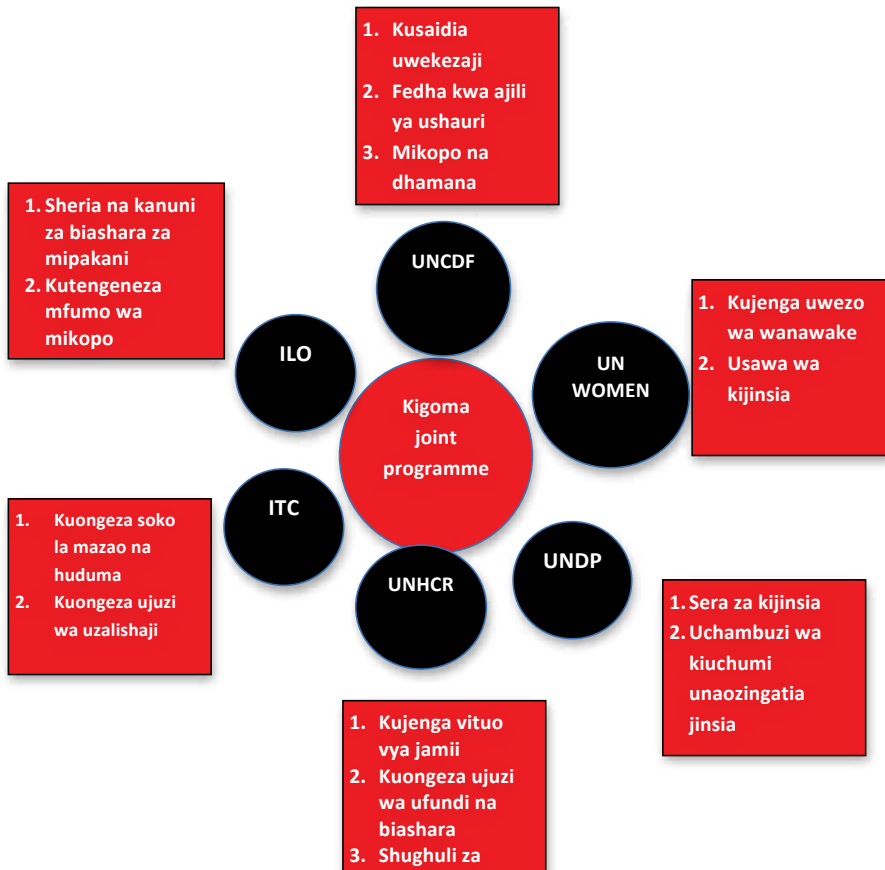 1. Kusaidia
uwekezaji
2. Fedha kwa ajili
ya ushauri
3. Mikopo na
dhamana
1. Sheria na kanuni
za biashara za
mipakani
2. Kutengeneza
mfumo wa
mikopo
UNCDF
ILO
UN
WOMEN
1. Kujenga uwezo
wa wanawake
2. Usawa wa
kijinsia
Kigoma
joint
programme
1. Kuongeza soko
la mazao na
huduma
2. Kuongeza ujuzi
wa uzalishaji
ITC
UNHCR
UNDP
1. Sera za kijinsia
2. Uchambuzi wa
kiuchumi
unaozingatia
jinsia
1. Kujenga vituo
vya jamii
2. Kuongeza ujuzi
wa ufundi na
biashara
3. Shughuli za